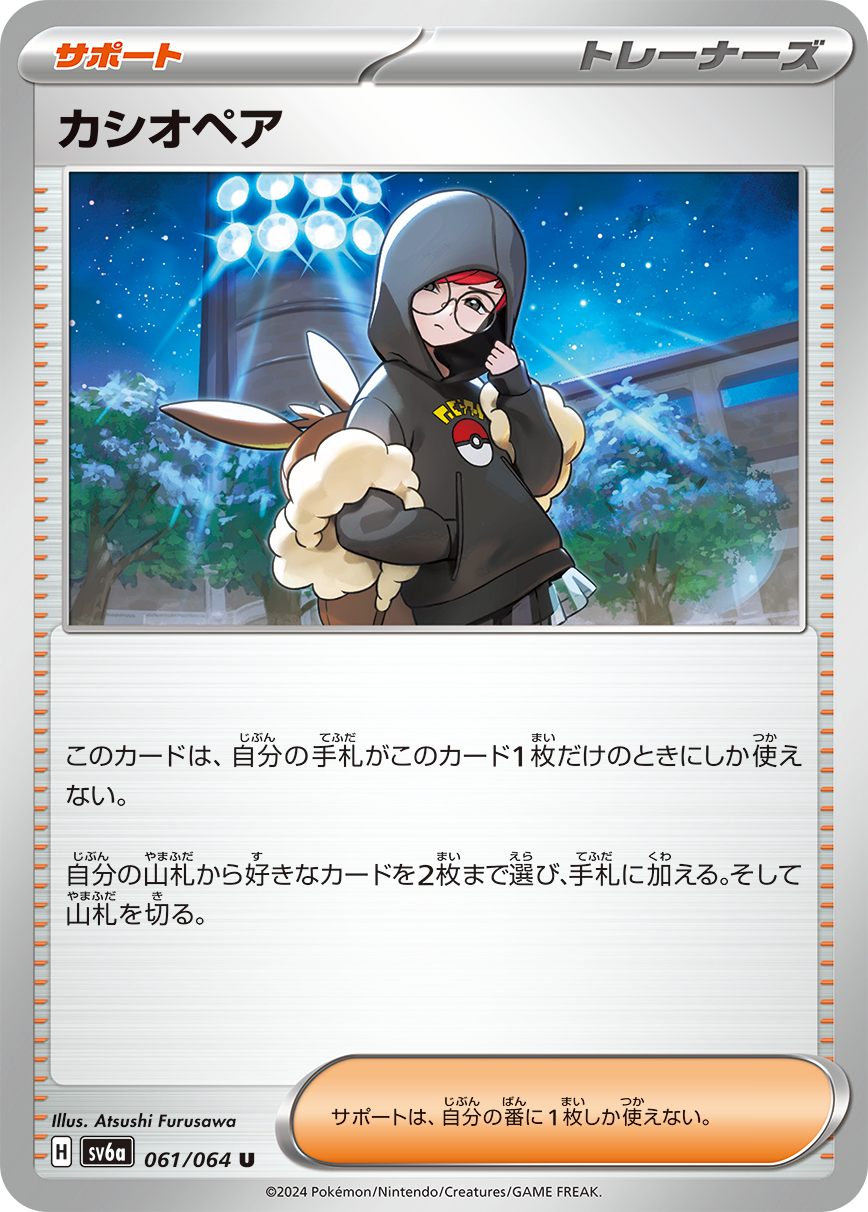 サポート
トレーナーズ
カシオペア
このカードは、自分の手札がこのカード1枚だけのときにしか使え
ない。
自分の山札から好きなカードを2枚まで選び、手札に加える。そして
山札を切る。
Illus. Atsushi Furusawa
サポートは、自分の番に1枚しか使えない。
H sv6a 061/064 U
©2024 Pokémon/Nintendo/Creatures/GAME FREAK.